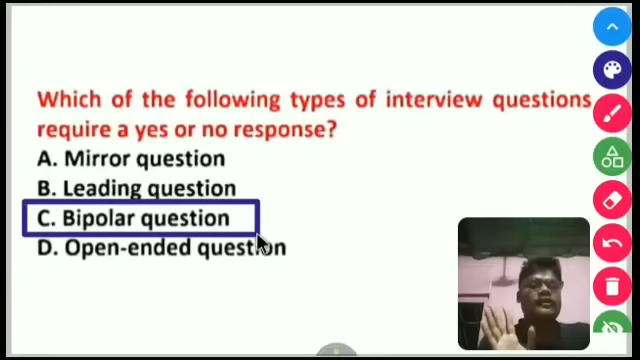 Which of the following types of interview questions
require a yes or no response?
A. Mirror question
B. Leading question
C. Bipolar question
D. Open-ended question